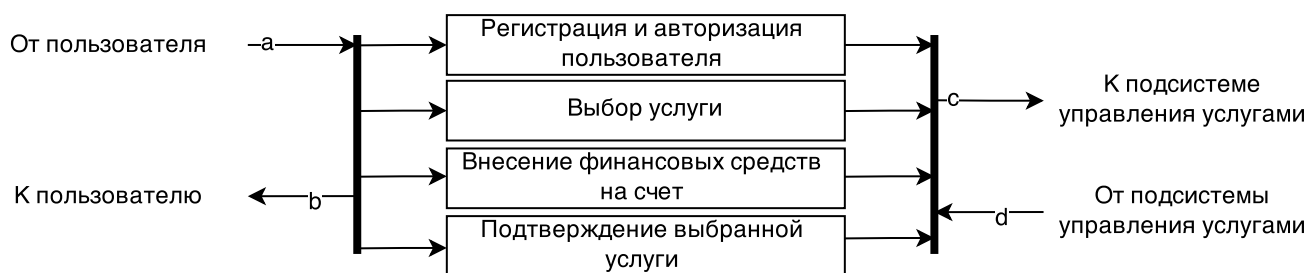 От пользователя
a
Регистрация и авторизация
пользователя
Выбор услуги
c
К подсистеме
управления услугами
К пользователю
b
Внесение финансовых средств
на счет
Подтверждение выбранной
услуги
d
От подсистемы
управления услугами